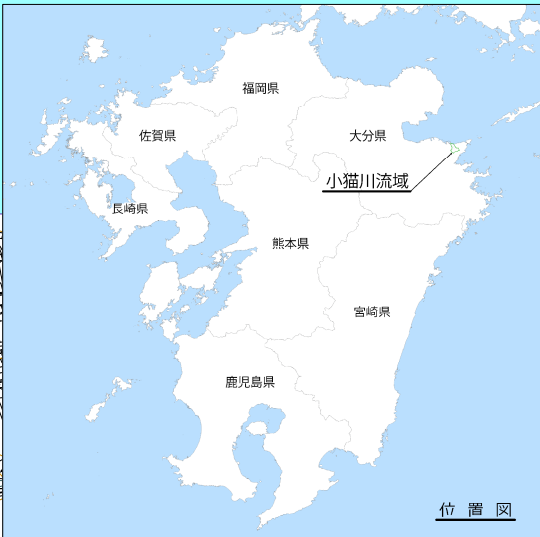 福岡県
佐賀県
大分県
小猫川流域
長崎県
熊本県
宮崎県
鹿児島県
位置図